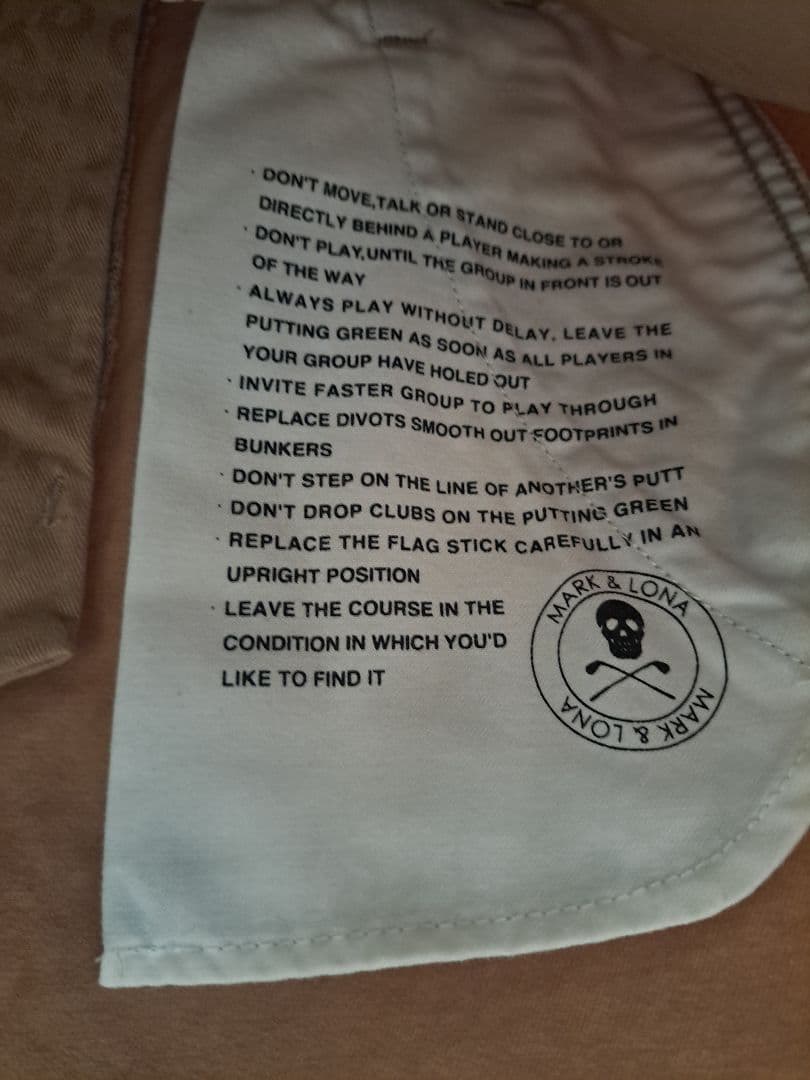 · DON'T MOVE,TALK OR STAND CLOSE TO OR
DIRECTLY BEHIND A PLAYER MAKING A STROKE
· DON'T PLAY,UNTIL THE GROUP IN FRONT IS OUT
OF THE WAY
· ALWAYS PLAY WITHOUT DELAY. LEAVE THE
PUTTING GREEN AS SOON AS ALL PLAYERS IN
YOUR GROUP HAVE HOLED OUT
· INVITE FASTER GROUP TO PLAY THROUGH
· REPLACE DIVOTS SMOOTH OUT FOOTPRINTS IN
BUNKERS
· DON'T STEP ON THE LINE OF ANOTHER'S PUTT
· DON'T DROP CLUBS ON THE PUTTING GREEN
· REPLACE THE FLAG STICK CAREFULLY IN AN
UPRIGHT POSITION
· LEAVE THE COURSE IN THE
CONDITION IN WHICH YOU'D
LIKE TO FIND IT
MARK & LONA
MARK & LONA